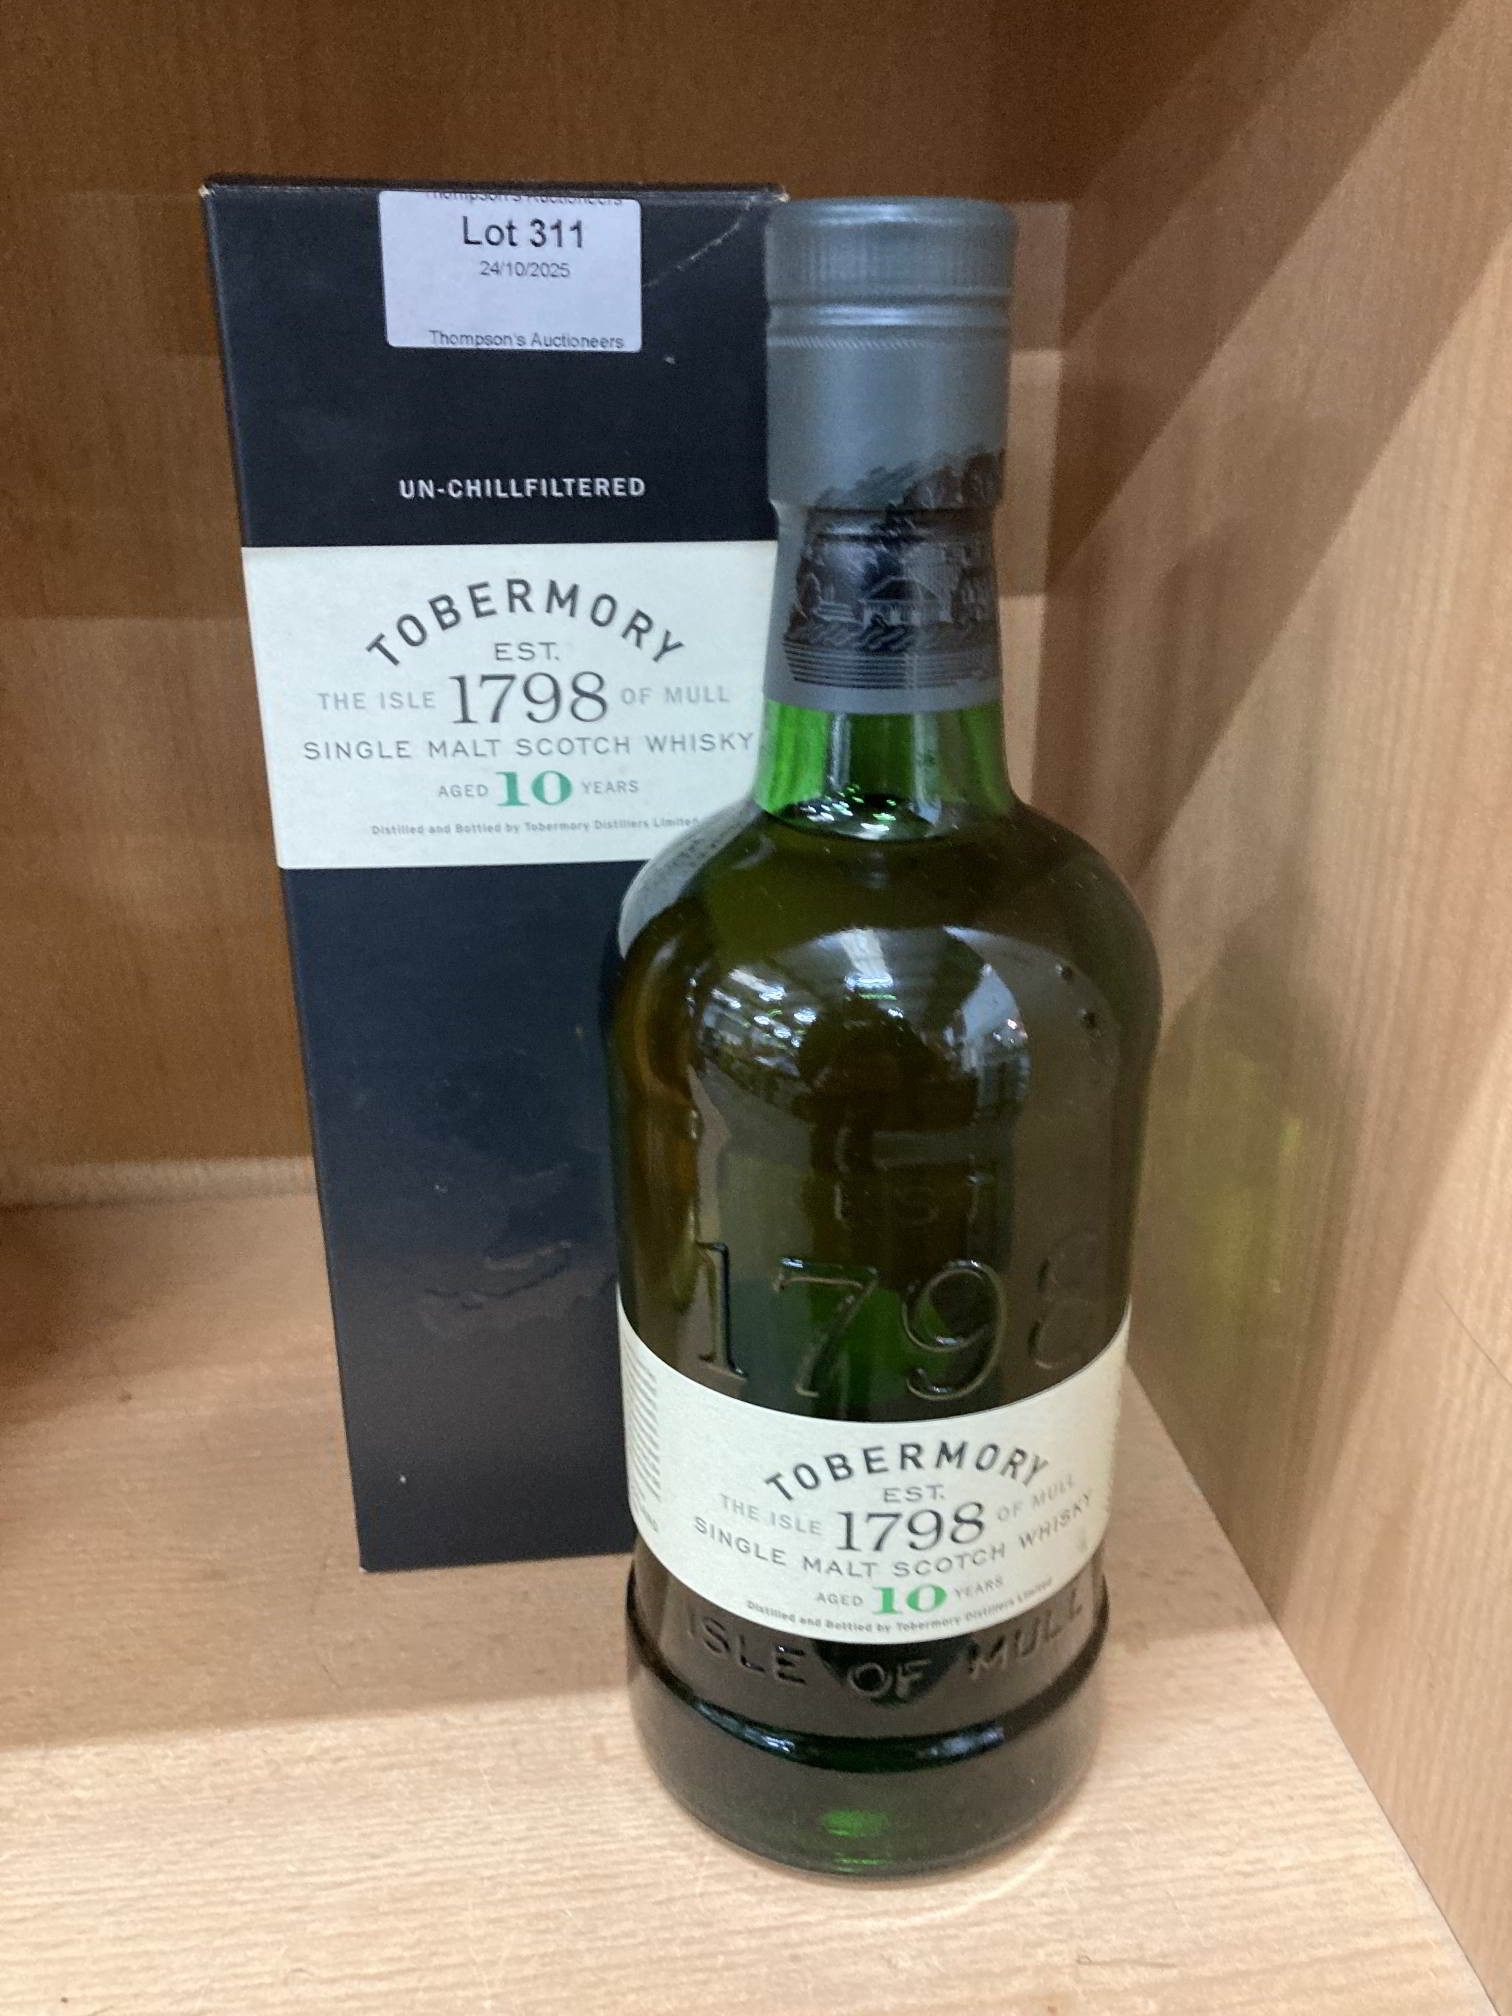 Thompson's Auctioneers
Lot 311
24/10/2025
Thompson's Auctioneers
UN-CHILLFILTERED
TOBERMORY
EST.
THE ISLE 1798 OF MULL
SINGLE MALT SCOTCH WHISKY
AGED 10 YEARS
Distilled and Bottled by Tobermory Distillers Limited
EST
1798
TOBERMORY
EST.
THE ISLE 1798 OF MULL
SINGLE MALT SCOTCH WHISKY
AGED 10 YEARS
Distilled and Bottled by Tobermory Distillers Limited
ISLE OF MULL